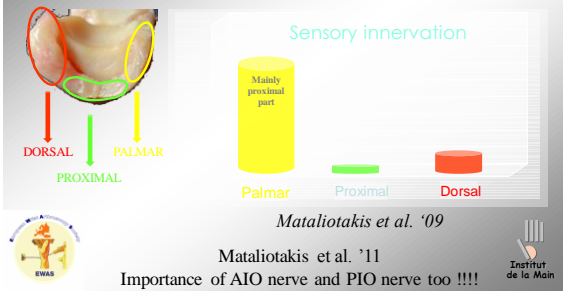 Sensory innervation
Mainly
proximal
part
DORSAL
PALMAR
PROXIMAL
Palmar
Proximal
Dorsal
Mataliotakis et al. ‘09
Mataliotakis et al. ’11
Importance of AIO nerve and PIO nerve too !!!!
EWAS
Institut
de la Main